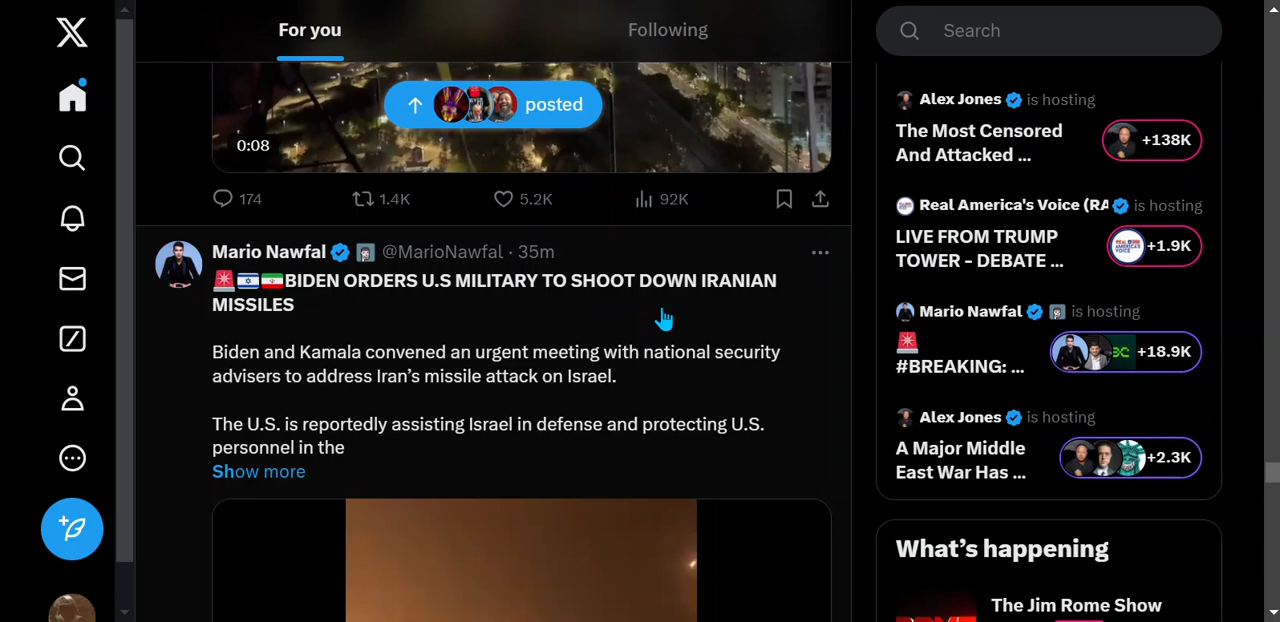 For you
Following
Search
posted
0:08
174
1.4K
5.2K
92K
Mario Nawfal @MarioNawfal · 35m
🚨🇮🇱🇮🇷BIDEN ORDERS U.S MILITARY TO SHOOT DOWN IRANIAN
MISSILES
Biden and Kamala convened an urgent meeting with national security
advisers to address Iran’s missile attack on Israel.
The U.S. is reportedly assisting Israel in defense and protecting U.S.
personnel in the
Show more
Alex Jones is hosting
The Most Censored
And Attacked ...
+138K
Real America's Voice (RA is hosting
LIVE FROM TRUMP
TOWER - DEBATE ...
+1.9K
Mario Nawfal is hosting
🚨
#BREAKING: ...
+18.9K
Alex Jones is hosting
A Major Middle
East War Has ...
+2.3K
What’s happening
The Jim Rome Show